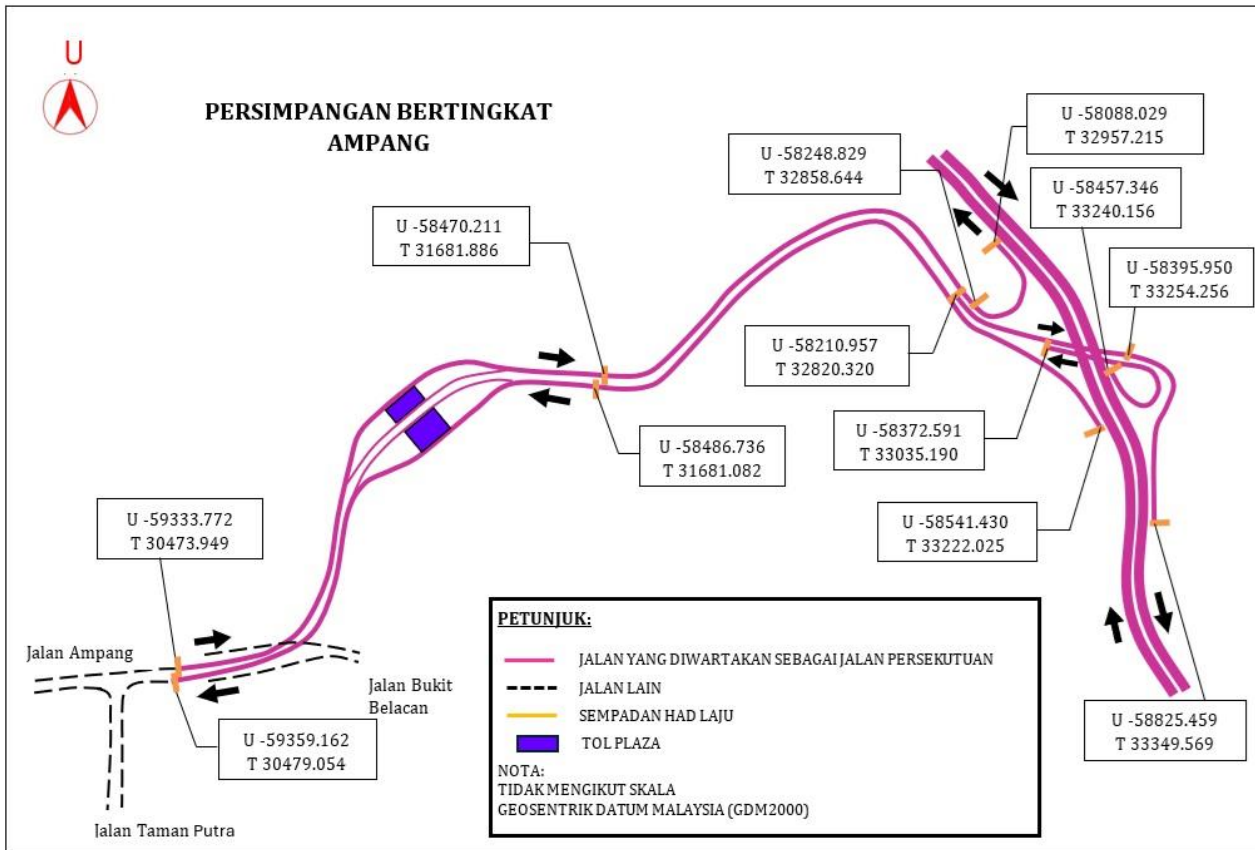 U
PERSIMPANGAN BERTINGKAT
AMPANG
U -58088.029
T 32957.215
U -58248.829
T 32858.644
U -58457.346
T 33240.156
U -58470.211
T 31681.886
U -58395.950
T 33254.256
U -58210.957
T 32820.320
U -58372.591
T 33035.190
U -58486.736
T 31681.082
U -58541.430
T 33222.025
U -59333.772
T 30473.949
Jalan Ampang
Jalan Bukit
Belacan
U -59359.162
T 30479.054
Jalan Taman Putra
U -58825.459
T 33349.569
PETUNJUK:
JALAN YANG DIWARTAKAN SEBAGAI JALAN PERSEKUTUAN
JALAN LAIN
SEMPADAN HAD LAJU
TOL PLAZA
NOTA:
TIDAK MENGIKUT SKALA
GEOSENTRIK DATUM MALAYSIA (GDM2000)